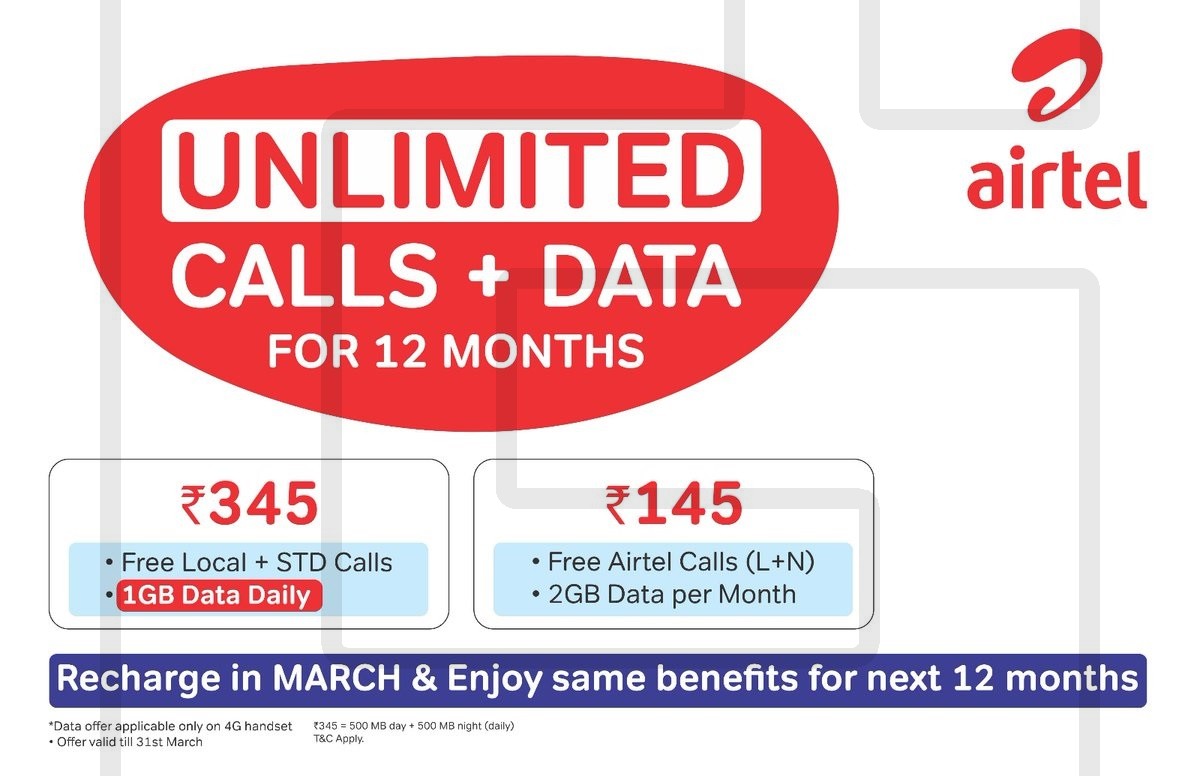 airtel
UNLIMITED
CALLS + DATA
FOR 12 MONTHS
₹345
• Free Local + STD Calls
• 1GB Data Daily
₹145
• Free Airtel Calls (L+N)
• 2GB Data per Month
Recharge in MARCH & Enjoy same benefits for next 12 months
*Data offer applicable only on 4G handset
• Offer valid till 31st March
₹345 = 500 MB day + 500 MB night (daily)
T&C Apply.